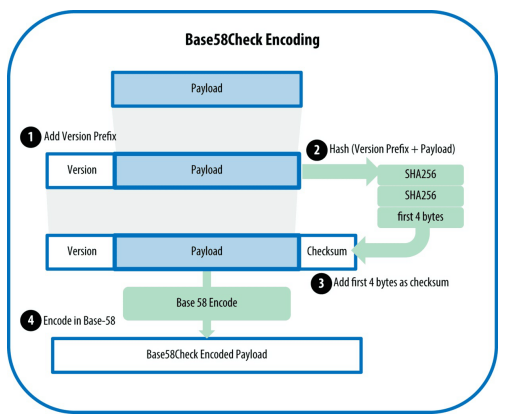 Base58Check Encoding
Payload
1 Add Version Prefix
2 Hash (Version Prefix + Payload)
Version Payload
SHA256
SHA256
first 4 bytes
Version Payload Checksum
3 Add first 4 bytes as checksum
Base 58 Encode
4 Encode in Base-58
Base58Check Encoded Payload